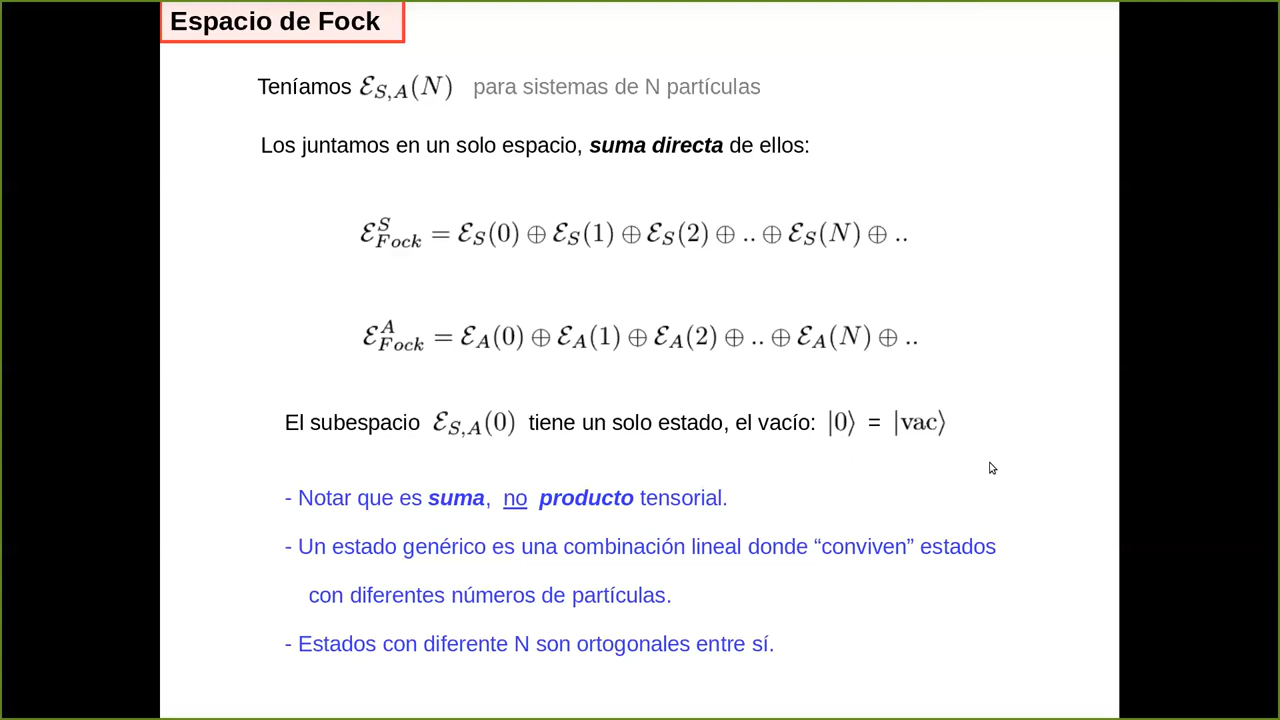 Espacio de Fock
Teníamos ℰ_{S,A}(N) para sistemas de N partículas
Los juntamos en un solo espacio, suma directa de ellos:
ℰ^S_{Fock} = ℰ_S(0) ⊕ ℰ_S(1) ⊕ ℰ_S(2) ⊕ .. ⊕ ℰ_S(N) ⊕ ..
ℰ^A_{Fock} = ℰ_A(0) ⊕ ℰ_A(1) ⊕ ℰ_A(2) ⊕ .. ⊕ ℰ_A(N) ⊕ ..
El subespacio ℰ_{S,A}(0) tiene un solo estado, el vacío: |0⟩ = |vac⟩
- Notar que es suma, no producto tensorial.
- Un estado genérico es una combinación lineal donde “conviven” estados
con diferentes números de partículas.
- Estados con diferente N son ortogonales entre sí.